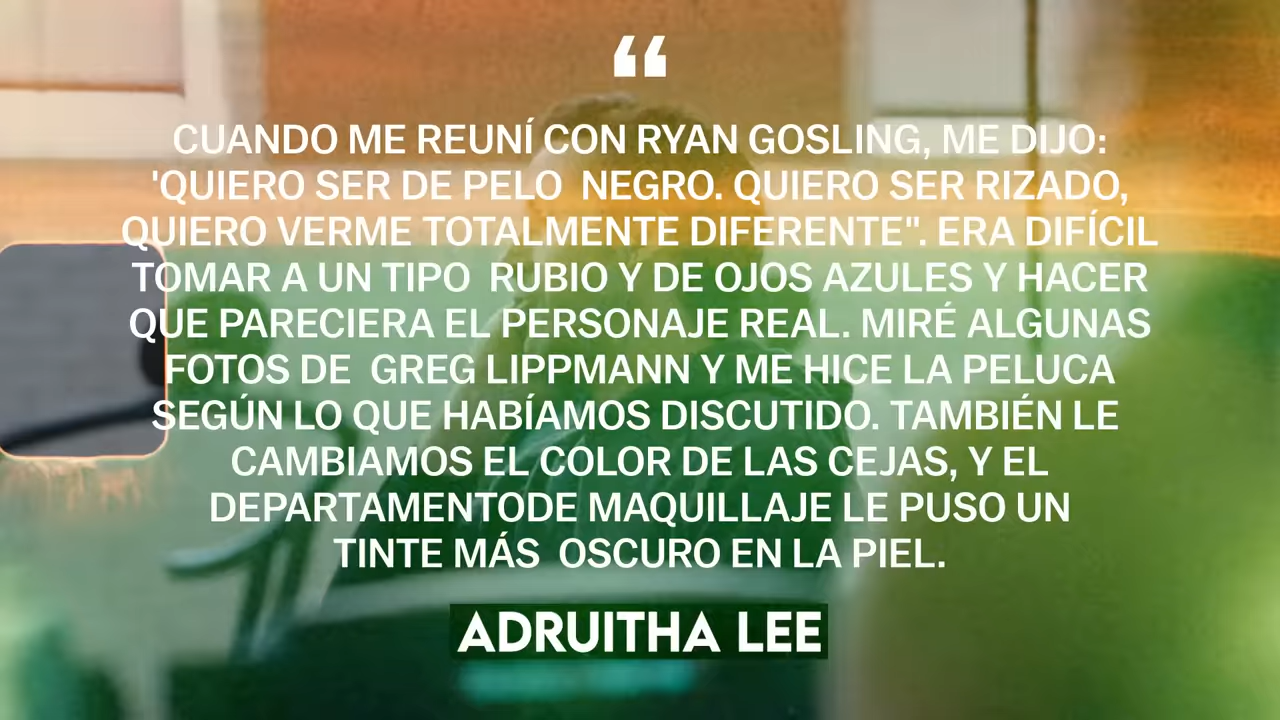 “
CUANDO ME REUNÍ CON RYAN GOSLING, ME DIJO:
'QUIERO SER DE PELO  NEGRO. QUIERO SER RIZADO,
QUIERO VERME TOTALMENTE DIFERENTE". ERA DIFÍCIL
TOMAR A UN TIPO  RUBIO Y DE OJOS AZULES Y HACER
QUE PARECIERA EL PERSONAJE REAL. MIRÉ ALGUNAS
FOTOS DE  GREG LIPPMANN Y ME HICE LA PELUCA
SEGÚN LO QUE HABÍAMOS DISCUTIDO. TAMBIÉN LE
CAMBIAMOS EL COLOR DE LAS CEJAS, Y EL
DEPARTAMENTODE MAQUILLAJE LE PUSO UN
TINTE MÁS  OSCURO EN LA PIEL.
ADRUITHA LEE